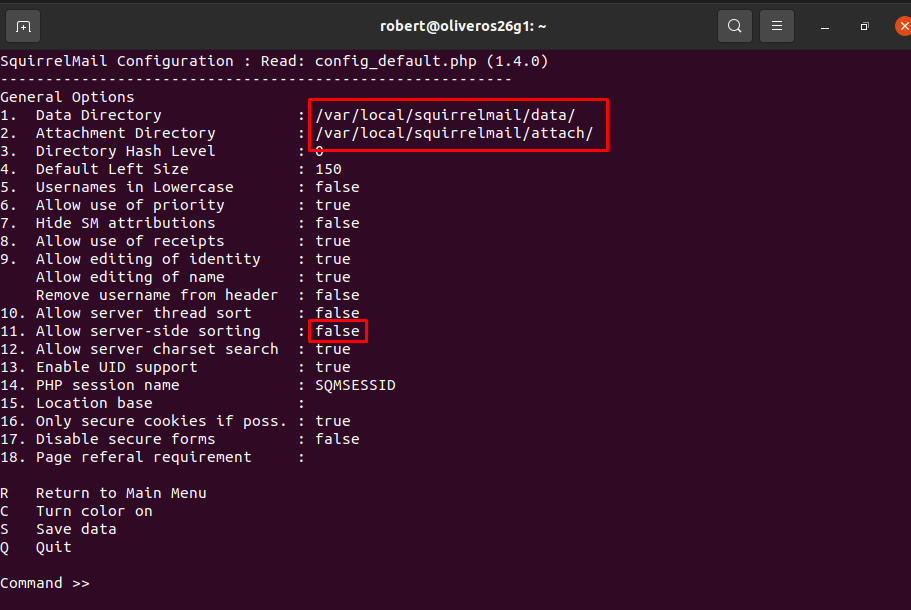 robert@oliveros26g1: ~
SquirrelMail Configuration : Read: config_default.php (1.4.0)
---------------------------------------------------------
General Options
1.  Data Directory               : /var/local/squirrelmail/data/
2.  Attachment Directory         : /var/local/squirrelmail/attach/
3.  Directory Hash Level         : 0
4.  Default Left Size            : 150
5.  Usernames in Lowercase       : false
6.  Allow use of priority        : true
7.  Hide SM attributions         : false
8.  Allow use of receipts        : true
9.  Allow editing of identity    : true
    Allow editing of name        : true
    Remove username from header  : false
10. Allow server thread sort     : false
11. Allow server-side sorting    : false
12. Allow server charset search  : true
13. Enable UID support           : true
14. PHP session name             : SQMSESSID
15. Location base                :
16. Only secure cookies if poss. : true
17. Disable secure forms         : false
18. Page referal requirement     :
R   Return to Main Menu
C   Turn color on
S   Save data
Q   Quit
Command >>